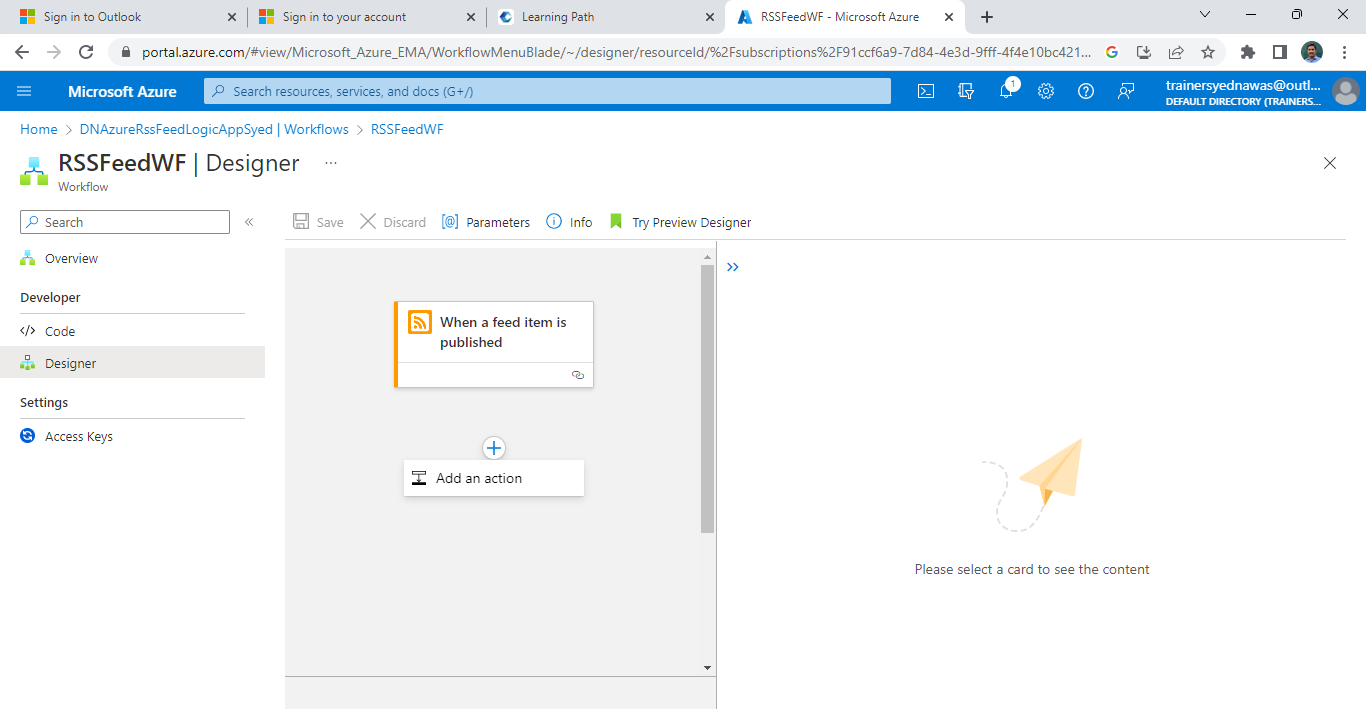 Sign in to Outlook
Sign in to your account
Learning Path
RSSFeedWF - Microsoft Azure
portal.azure.com/#view/Microsoft_Azure_EMA/WorkflowMenuBlade/~/designer/resourceId/%2Fsubscriptions%2F91ccf6a9-7d84-4e3d-9fff-4f4e10bc421...
Microsoft Azure
Search resources, services, and docs (G+/)
1
trainersyednawas@outl...
DEFAULT DIRECTORY (TRAINERS...
Home > DNAzureRssFeedLogicAppSyed | Workflows > RSSFeedWF
RSSFeedWF | Designer ...
Workflow
Search
«
Save
Discard
Parameters
Info
Try Preview Designer
Overview
Developer
Code
Designer
Settings
Access Keys
When a feed item is
published
Add an action
Please select a card to see the content